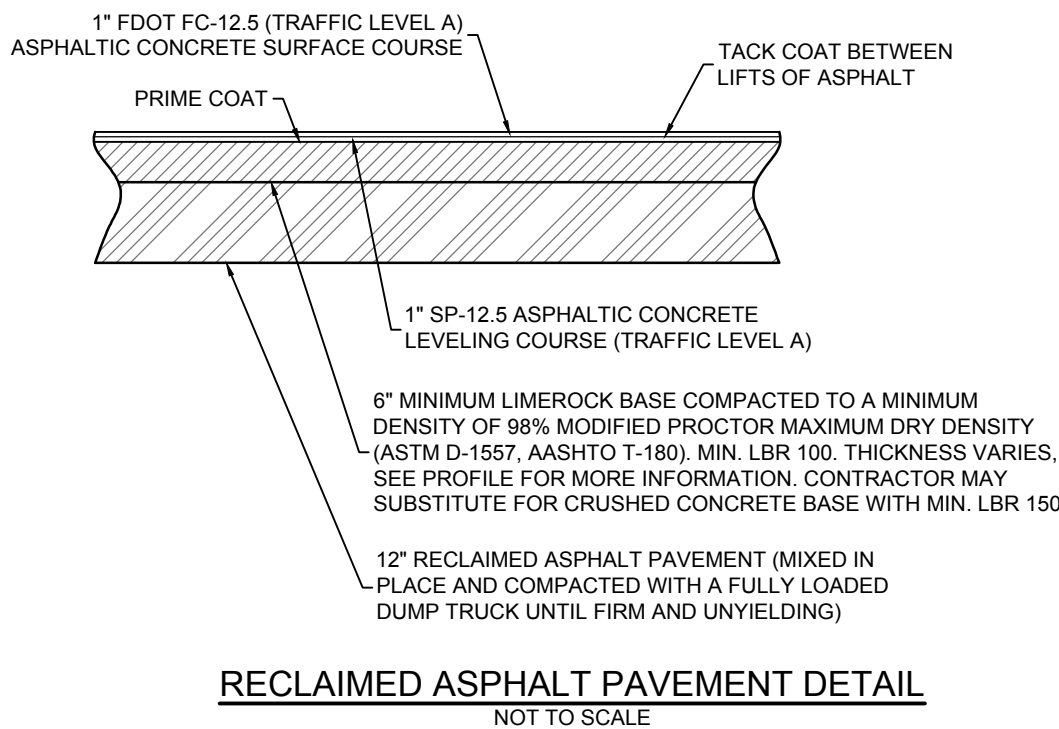 1" FDOT FC-12.5 (TRAFFIC LEVEL A)
ASPHALTIC CONCRETE SURFACE COURSE
TACK COAT BETWEEN
LIFTS OF ASPHALT
PRIME COAT
1" SP-12.5 ASPHALTIC CONCRETE
LEVELING COURSE (TRAFFIC LEVEL A)
6" MINIMUM LIMEROCK BASE COMPACTED TO A MINIMUM
DENSITY OF 98% MODIFIED PROCTOR MAXIMUM DRY DENSITY
(ASTM D-1557, AASHTO T-180). MIN. LBR 100. THICKNESS VARIES,
SEE PROFILE FOR MORE INFORMATION. CONTRACTOR MAY
SUBSTITUTE FOR CRUSHED CONCRETE BASE WITH MIN. LBR 150
12" RECLAIMED ASPHALT PAVEMENT (MIXED IN
PLACE AND COMPACTED WITH A FULLY LOADED
DUMP TRUCK UNTIL FIRM AND UNYIELDING)
RECLAIMED ASPHALT PAVEMENT DETAIL
NOT TO SCALE